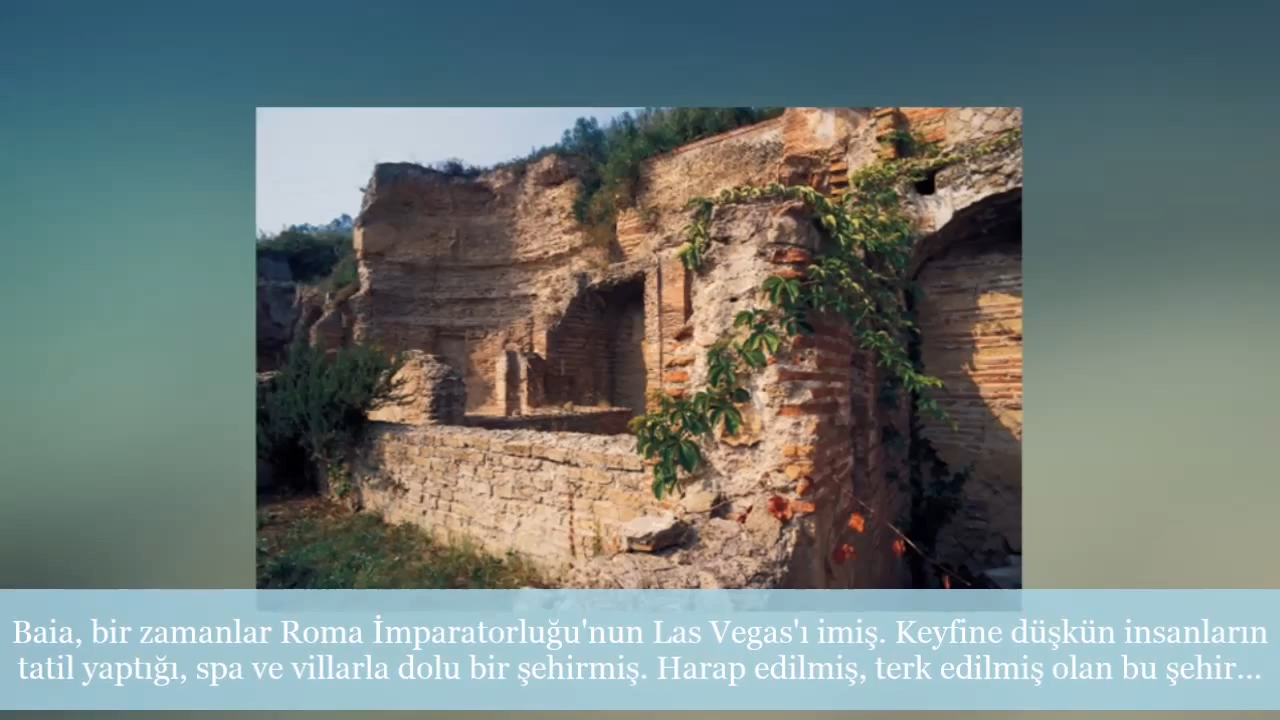 Baia, bir zamanlar Roma İmparatorluğu'nun Las Vegas'ı imiş. Keyfine düşkün insanların
tatil yaptığı, spa ve villarla dolu bir şehirmiş. Harap edilmiş, terk edilmiş olan bu şehir...